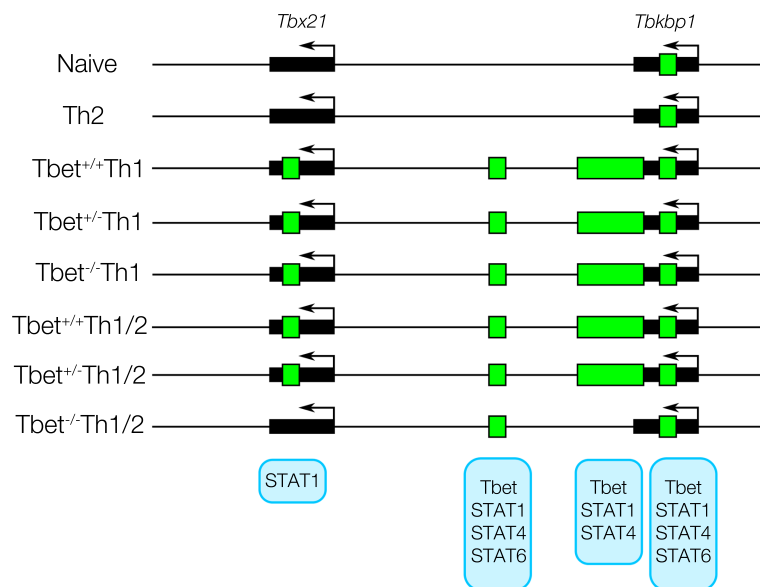 Tbx21 Tbkbp1
Naive
Th2
Tbet+/+Th1
Tbet+/-Th1
Tbet-/-Th1
Tbet+/+Th1/2
Tbet+/-Th1/2
Tbet-/-Th1/2
STAT1
Tbet
STAT1
STAT4
STAT6
Tbet
STAT1
STAT4
Tbet
STAT1
STAT4
STAT6